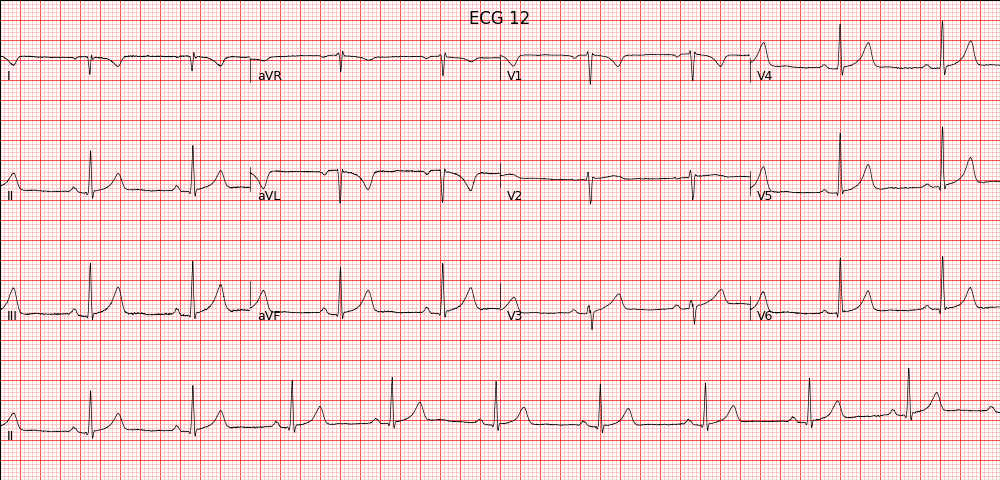 ECG 12
I aVR V1 V4
II aVL V2 V5
III aVF V3 V6
II